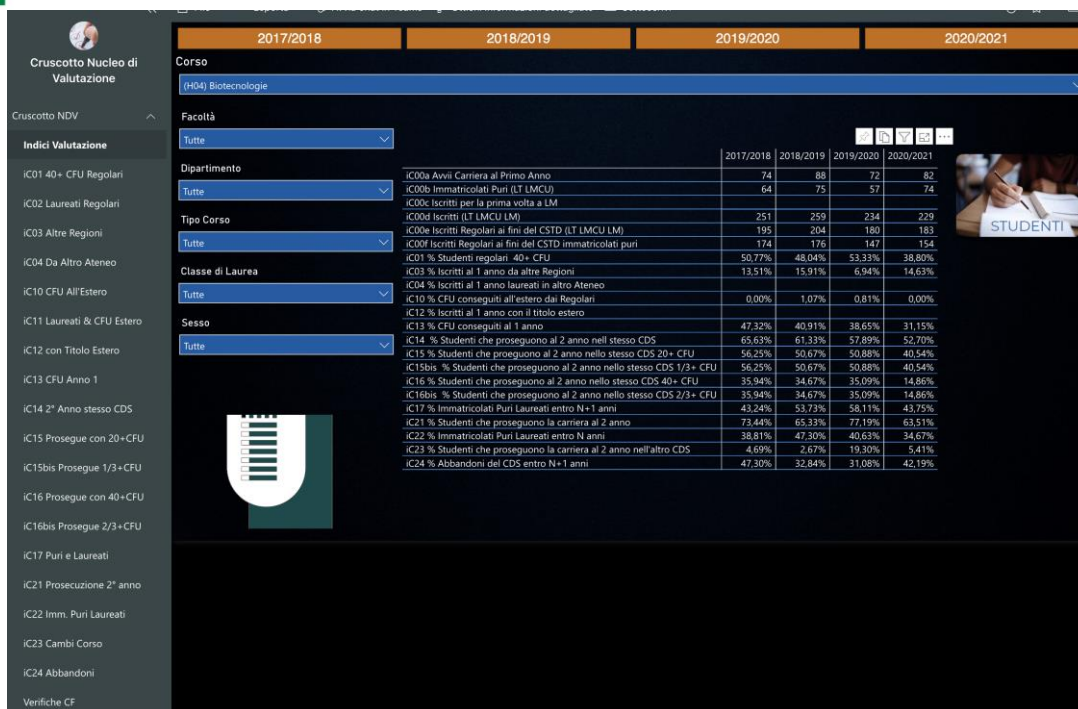 Cruscotto Nucleo di
Valutazione
Cruscotto NDV
Indici Valutazione
iC01 40+ CFU Regolari
iC02 Laureati Regolari
iC03 Altre Regioni
iC04 Da Altro Ateneo
iC10 CFU All'Estero
iC11 Laureati & CFU Estero
iC12 con Titolo Estero
iC13 CFU Anno 1
iC14 2° Anno stesso CDS
iC15 Prosegue con 20+CFU
iC15bis Prosegue 1/3+CFU
iC16 Prosegue con 40+CFU
iC16bis Prosegue 2/3+CFU
iC17 Puri e Laureati
iC21 Prosecuzione 2° anno
iC22 Imm. Puri Laureati
iC23 Cambi Corso
iC24 Abbandoni
Verifiche CF
2017/2018 2018/2019 2019/2020 2020/2021
Corso
(H04) Biotecnologie
Facoltà
Tutte
Dipartimento
Tutte
Tipo Corso
Tutte
Classe di Laurea
Tutte
Sesso
Tutte
2017/2018 2018/2019 2019/2020 2020/2021
iC00a Avvii Carriera al Primo Anno 74 88 72 82
iC00b Immatricolati Puri (LT LMCU) 64 75 57 74
iC00c Iscritti per la prima volta a LM
iC00d Iscritti (LT LMCU LM) 251 259 234 229
iC00e Iscritti Regolari ai fini del CSTD (LT LMCU LM) 195 204 180 183
iC00f Iscritti Regolari ai fini del CSTD immatricolati puri 174 176 147 154
iC01 % Studenti regolari 40+ CFU 50,77% 48,04% 53,33% 38,80%
iC03 % Iscritti al 1 anno da altre Regioni 13,51% 15,91% 6,94% 14,63%
iC04 % Iscritti al 1 anno laureati in altro Ateneo
iC10 % CFU conseguiti all'estero dai Regolari 0,00% 1,07% 0,81% 0,00%
iC12 % Iscritti al 1 anno con il titolo estero
iC13 % CFU conseguiti al 1 anno 47,32% 40,91% 38,65% 31,15%
iC14 % Studenti che proseguono al 2 anno nell stesso CDS 65,63% 61,33% 57,89% 52,70%
iC15 % Studenti che proeguono al 2 anno nello stesso CDS 20+ CFU 56,25% 50,67% 50,88% 40,54%
iC15bis % Studenti che proseguono al 2 anno nello stesso CDS 1/3+ CFU 56,25% 50,67% 50,88% 40,54%
iC16 % Studenti che proseguono al 2 anno nello stesso CDS 40+ CFU 35,94% 34,67% 35,09% 14,86%
iC16bis % Studenti che proseguono al 2 anno nello stesso CDS 2/3+ CFU 35,94% 34,67% 35,09% 14,86%
iC17 % Immatricolati Puri Laureati entro N+1 anni 43,24% 53,73% 58,11% 43,75%
iC21 % Studenti che proseguono la carriera al 2 anno 73,44% 65,33% 77,19% 63,51%
iC22 % Immatricolati Puri Laureati entro N anni 38,81% 47,30% 40,63% 34,67%
iC23 % Studenti che proseguono la carriera al 2 anno nell'altro CDS 4,69% 2,67% 19,30% 5,41%
iC24 % Abbandoni del CDS entro N+1 anni 47,30% 32,84% 31,08% 42,19%
STUDENTI